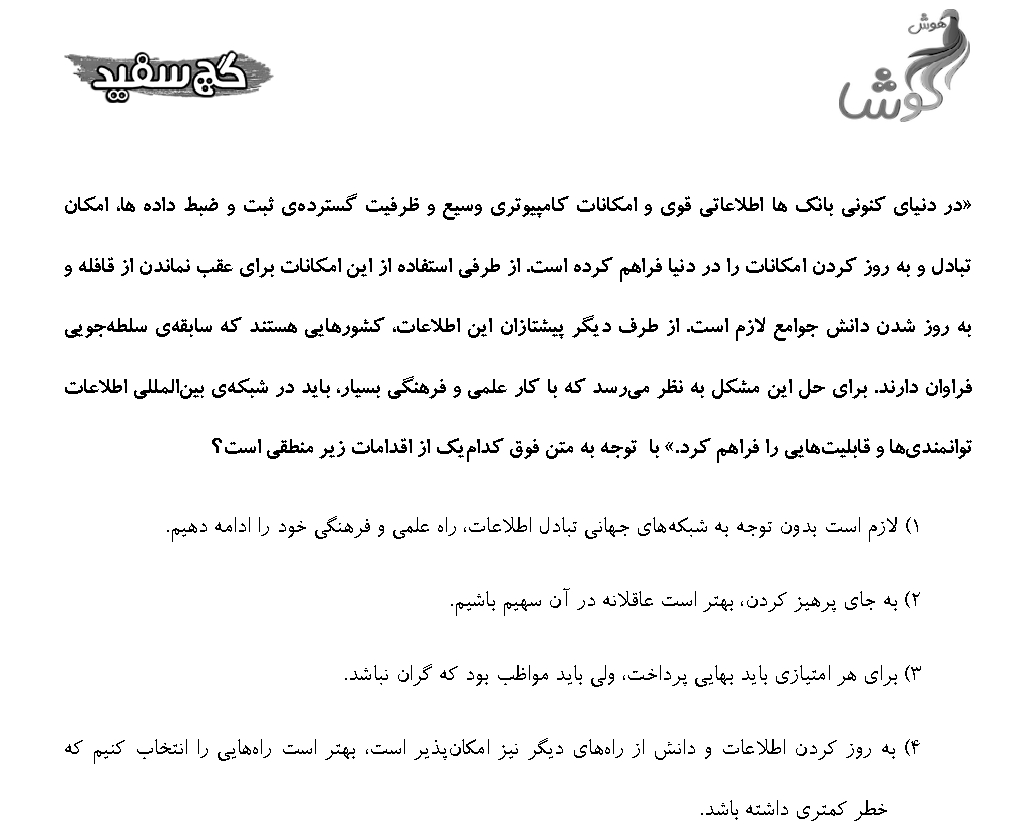 هوش
گوشا
گچ سفید
«در دنیای کنونی بانک ها اطلاعاتی قوی و امکانات کامپیوتری وسیع و ظرفیت گسترده‌ی ثبت و ضبط داده ها، امکان
تبادل و به روز کردن امکانات را در دنیا فراهم کرده است. از طرفی استفاده از این امکانات برای عقب نماندن از قافله و
به روز شدن دانش جوامع لازم است. از طرف دیگر پیشتازان این اطلاعات، کشورهایی هستند که سابقه‌ی سلطه‌جویی
فراوان دارند. برای حل این مشکل به نظر می‌رسد که با کار علمی و فرهنگی بسیار، باید در شبکه‌ی بین‌المللی اطلاعات
توانمندی‌ها و قابلیت‌هایی را فراهم کرد.» با توجه به متن فوق کدام‌یک از اقدامات زیر منطقی است؟
۱) لازم است بدون توجه به شبکه‌های جهانی تبادل اطلاعات، راه علمی و فرهنگی خود را ادامه دهیم.
۲) به جای پرهیز کردن، بهتر است عاقلانه در آن سهیم باشیم.
۳) برای هر امتیازی باید بهایی پرداخت، ولی باید مواظب بود که گران نباشد.
۴) به روز کردن اطلاعات و دانش از راه‌های دیگر نیز امکان‌پذیر است، بهتر است راه‌هایی را انتخاب کنیم که
خطر کمتری داشته باشد.